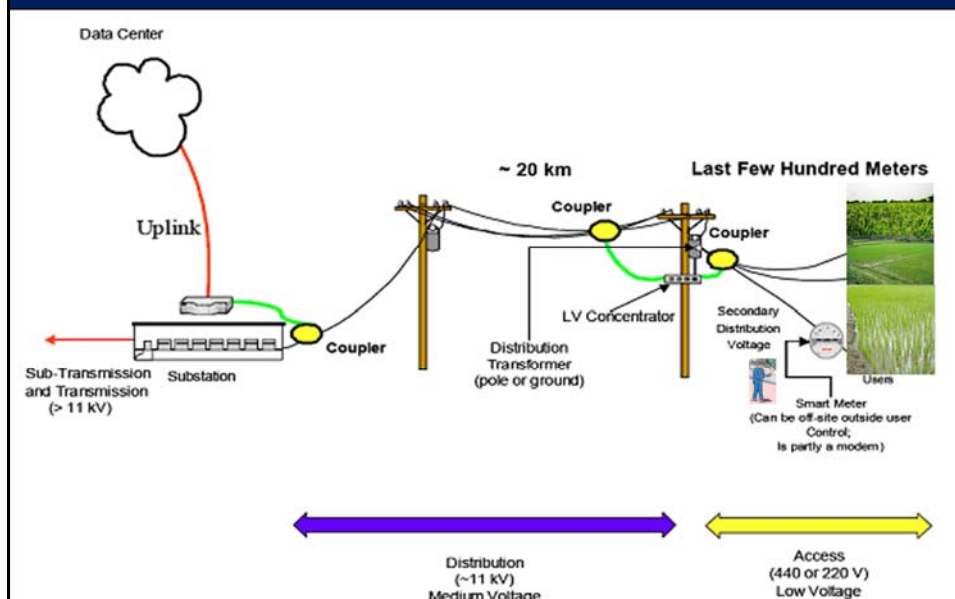 Data Center
Uplink
~ 20 km
Last Few Hundred Meters
Coupler
Coupler
Coupler
LV Concentrator
Secondary
Distribution
Voltage
Sub-Transmission
and Transmission
(> 11 kV)
Substation
Distribution
Transformer
(pole or ground)
Users
Smart Meter
(Can be off-site outside user
Control;
Is partly a modem)
Distribution
(~11 kV)
Medium Voltage
Access
(440 or 220 V)
Low Voltage